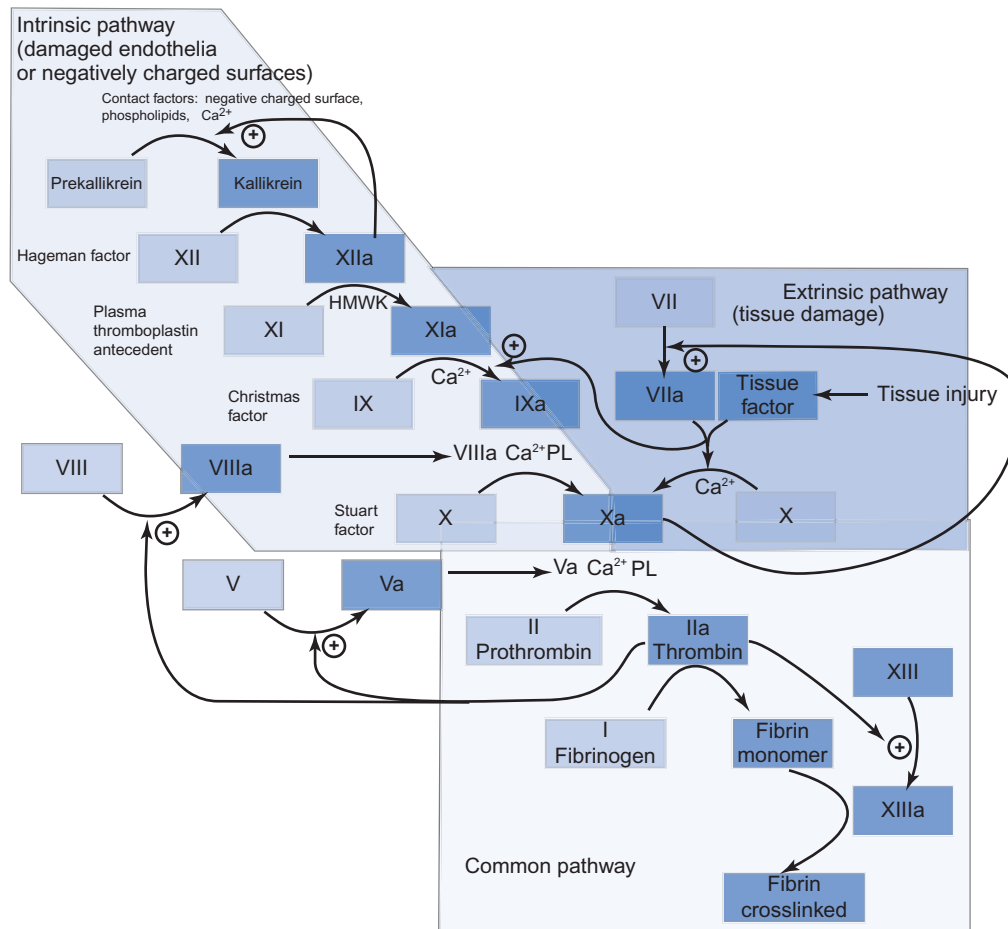 Intrinsic pathway
(damaged endothelia
or negatively charged surfaces)
Contact factors: negative charged surface,
phospholipids, Ca²⁺
+
Prekallikrein
Kallikrein
Hageman factor
XII
XIIa
HMWK
Plasma
thromboplastin
antecedent
XI
XIa
+
Ca²⁺
Christmas
factor
IX
IXa
Extrinsic pathway
(tissue damage)
VII
+
VIIa
Tissue
factor
Tissue injury
VIII
VIIIa
VIIIa Ca²⁺PL
+
Stuart
factor
X
Xa
Ca²⁺
X
V
Va
Va Ca²⁺ PL
+
II
Prothrombin
IIa
Thrombin
XIII
I
Fibrinogen
Fibrin
monomer
+
XIIIa
Common pathway
Fibrin
crosslinked